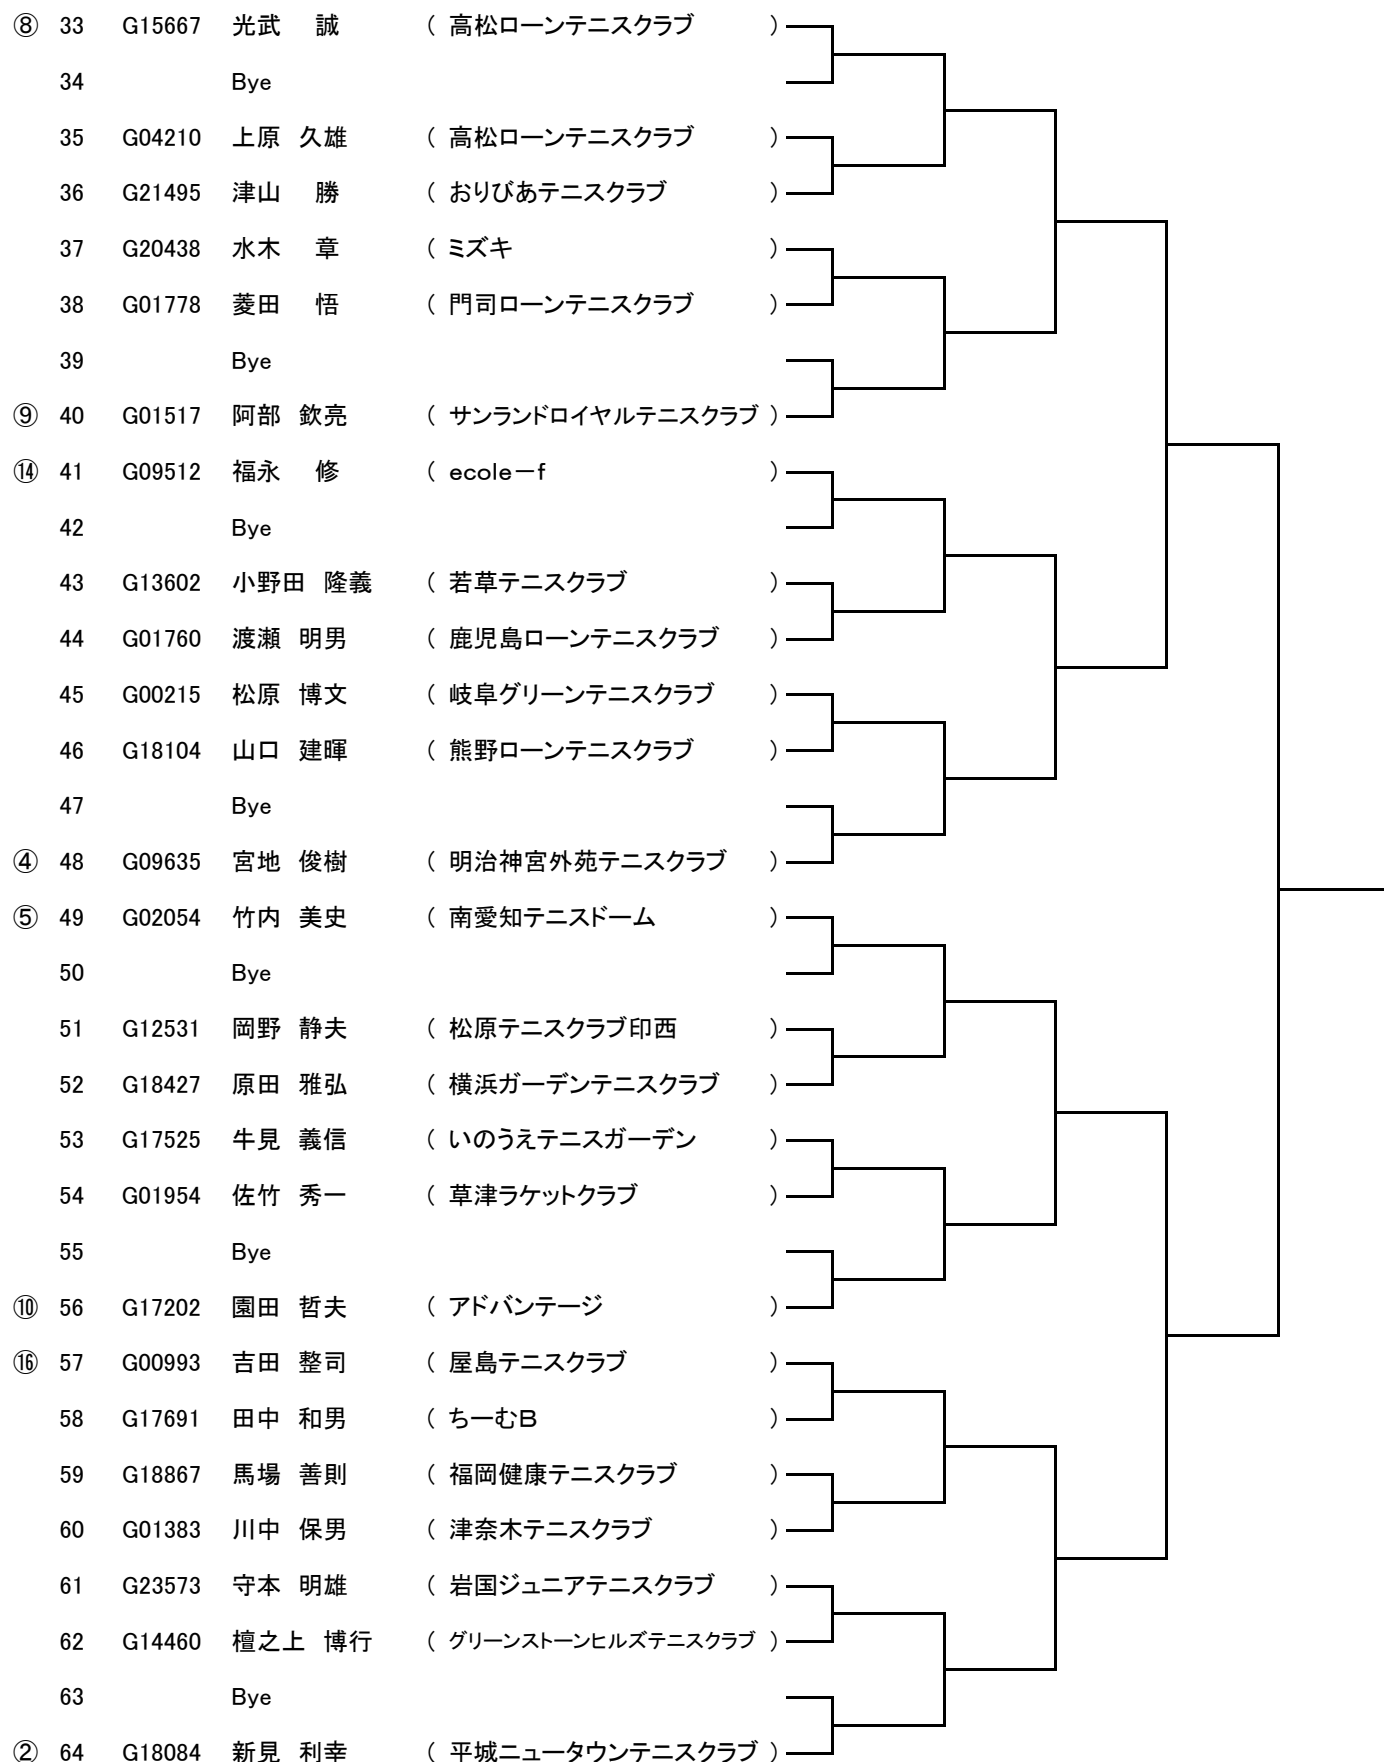 ⑧ 33 G15667 光武　誠 ( 高松ローンテニスクラブ )
34 Bye
35 G04210 上原 久雄 ( 高松ローンテニスクラブ )
36 G21495 津山　勝 ( おりびあテニスクラブ )
37 G20438 水木　章 ( ミズキ )
38 G01778 菱田　悟 ( 門司ローンテニスクラブ )
39 Bye
⑨ 40 G01517 阿部 欽亮 ( サンランドロイヤルテニスクラブ )
⑭ 41 G09512 福永　修 ( ecole－f )
42 Bye
43 G13602 小野田 隆義 ( 若草テニスクラブ )
44 G01760 渡瀬 明男 ( 鹿児島ローンテニスクラブ )
45 G00215 松原 博文 ( 岐阜グリーンテニスクラブ )
46 G18104 山口 建暉 ( 熊野ローンテニスクラブ )
47 Bye
④ 48 G09635 宮地 俊樹 ( 明治神宮外苑テニスクラブ )
⑤ 49 G02054 竹内 美史 ( 南愛知テニスドーム )
50 Bye
51 G12531 岡野 静夫 ( 松原テニスクラブ印西 )
52 G18427 原田 雅弘 ( 横浜ガーデンテニスクラブ )
53 G17525 牛見 義信 ( いのうえテニスガーデン )
54 G01954 佐竹 秀一 ( 草津ラケットクラブ )
55 Bye
⑩ 56 G17202 園田 哲夫 ( アドバンテージ )
⑯ 57 G00993 吉田 整司 ( 屋島テニスクラブ )
58 G17691 田中 和男 ( ちーむB )
59 G18867 馬場 善則 ( 福岡健康テニスクラブ )
60 G01383 川中 保男 ( 津奈木テニスクラブ )
61 G23573 守本 明雄 ( 岩国ジュニアテニスクラブ )
62 G14460 檀之上 博行 ( グリーンストーンヒルズテニスクラブ )
63 Bye
② 64 G18084 新見 利幸 ( 平城ニュータウンテニスクラブ )